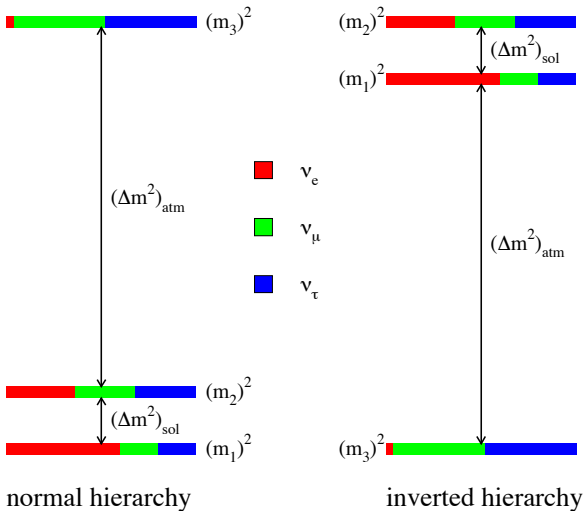 (m₃)²
(m₂)²
(Δm²)sol
(m₁)²
νₑ
(Δm²)atm
νμ
(Δm²)atm
ντ
(m₂)²
(Δm²)sol
(m₁)²
(m₃)²
normal hierarchy
inverted hierarchy